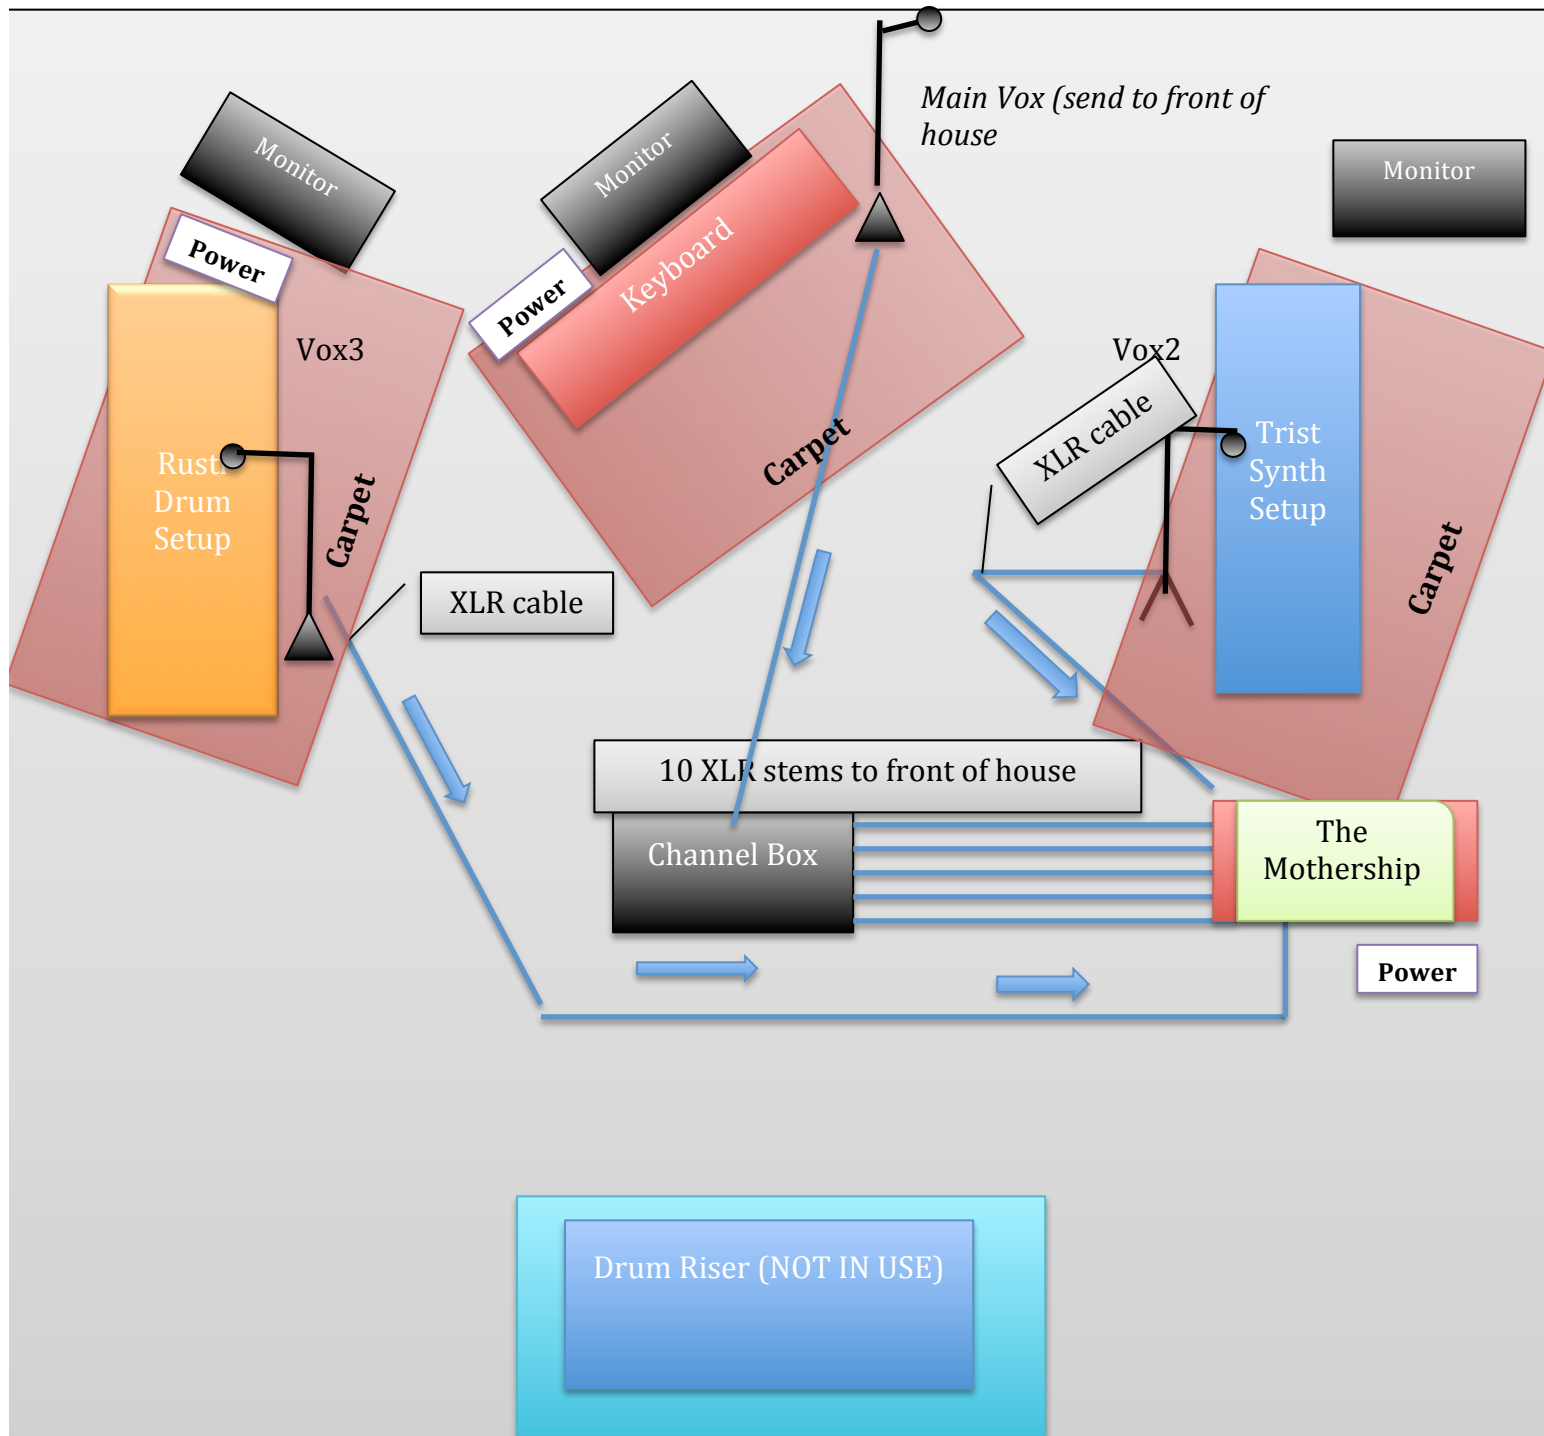 Main Vox (send to front of
house
Monitor
Monitor
Monitor
Power
Keyboard
Power
Vox3
Vox2
XLR cable
Carpet
Drum
Setup
Carpet
Trist
Synth
Setup
Carpet
XLR cable
10 XLR stems to front of house
Channel Box
The
Mothership
Power
Drum Riser (NOT IN USE)